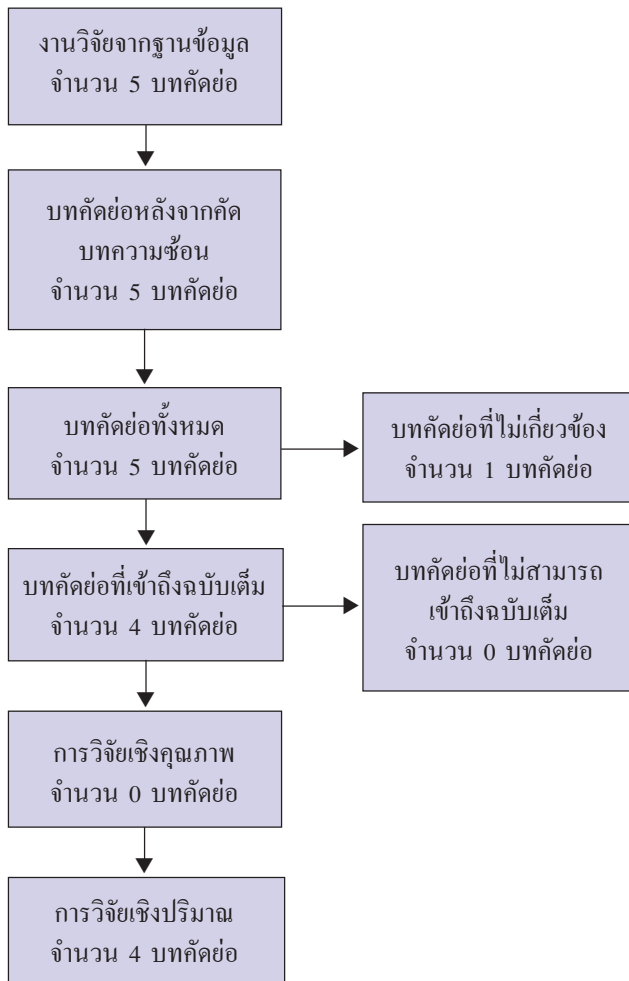 งานวิจัยจากฐานข้อมูล
จำนวน 5 บทคัดย่อ
บทคัดย่อหลังจากคัด
บทความซ้อน
จำนวน 5 บทคัดย่อ
บทคัดย่อทั้งหมด
จำนวน 5 บทคัดย่อ
บทคัดย่อที่ไม่เกี่ยวข้อง
จำนวน 1 บทคัดย่อ
บทคัดย่อที่เข้าถึงฉบับเต็ม
จำนวน 4 บทคัดย่อ
บทคัดย่อที่ไม่สามารถ
เข้าถึงฉบับเต็ม
จำนวน 0 บทคัดย่อ
การวิจัยเชิงคุณภาพ
จำนวน 0 บทคัดย่อ
การวิจัยเชิงปริมาณ
จำนวน 4 บทคัดย่อ